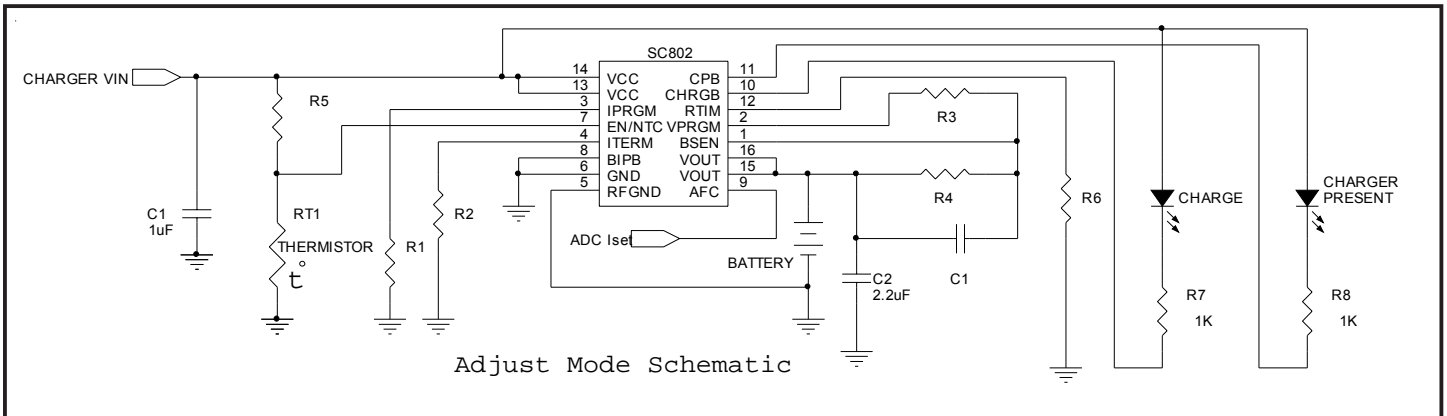 SC802
CHARGER VIN
14 VCC CPB 11
13 VCC CHRGB 10
3 IPRGM RTIM 12
7 EN/NTC VPRGM 2
4 ITERM BSEN 1
8 BIPB VOUT 16
6 GND VOUT 15
5 RFGND AFC 9
R5
R3
C1
1uF
RT1
THERMISTOR
t°
R1
R2
ADC Iset
BATTERY
R4
C2
2.2uF
C1
R6
CHARGE
CHARGER
PRESENT
R7
1K
R8
1K
Adjust Mode Schematic